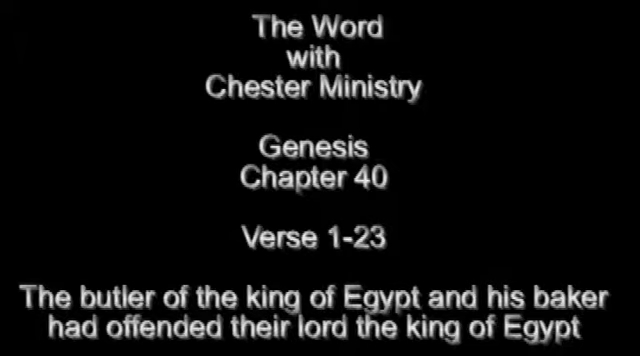 The Word
with
Chester Ministry
Genesis
Chapter 40
Verse 1-23
The butler of the king of Egypt and his baker
had offended their lord the king of Egypt